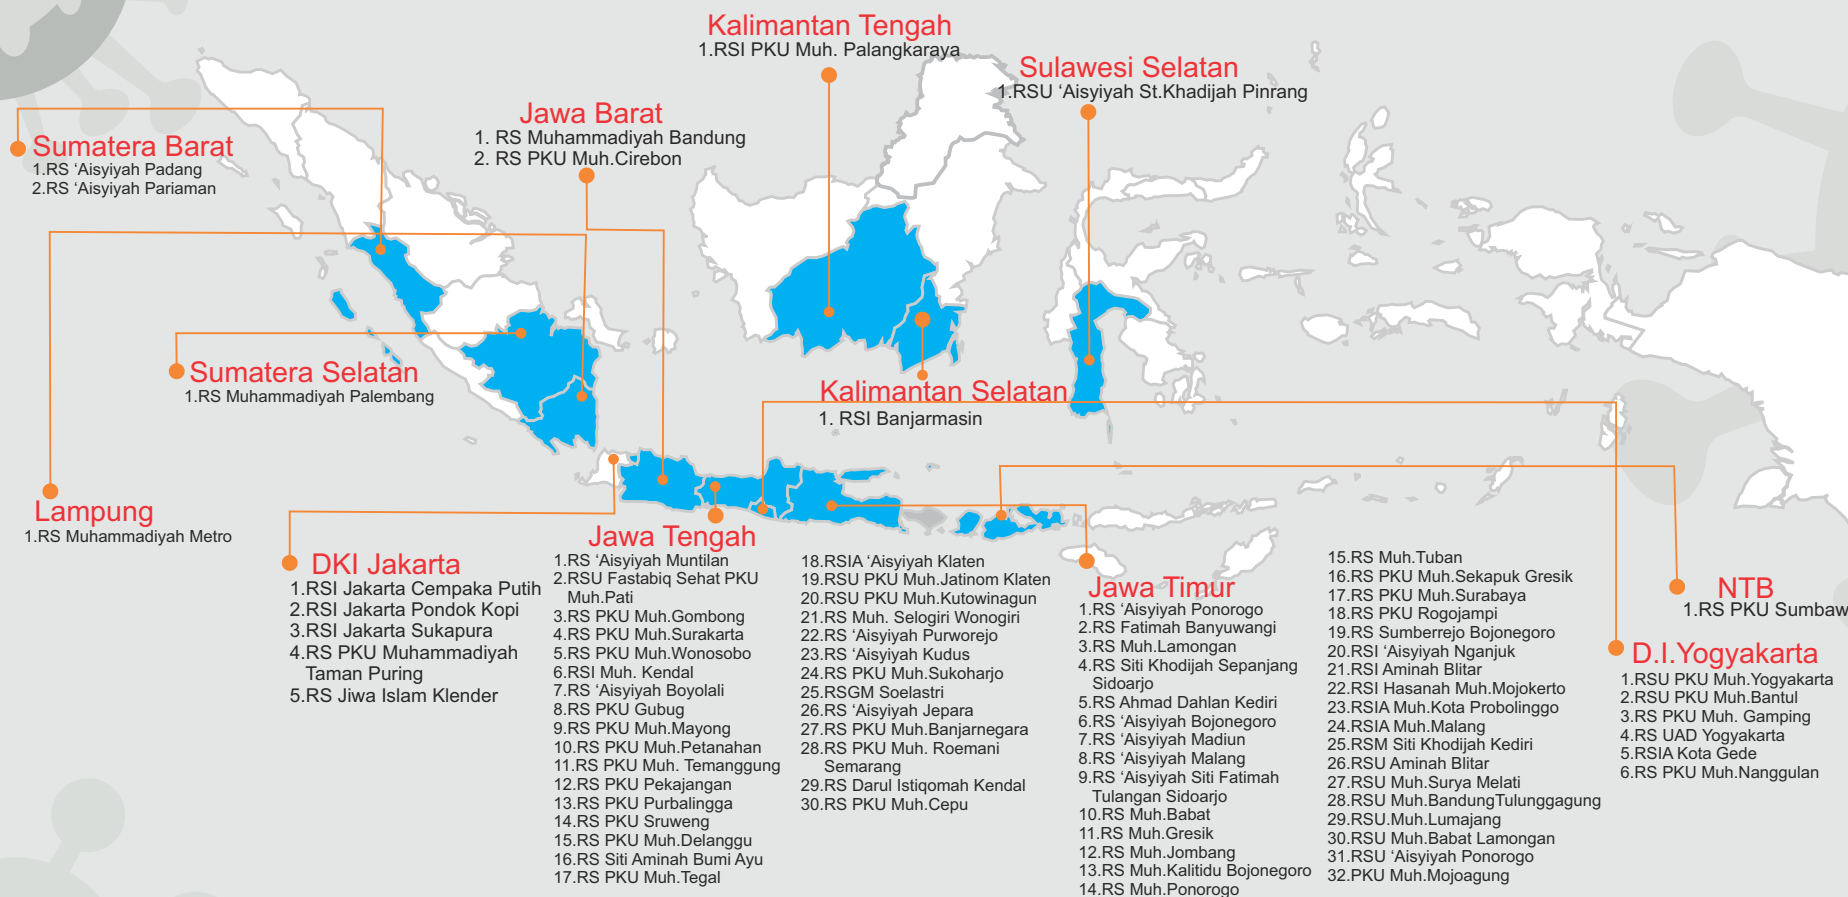 Kalimantan Tengah
1.RSI PKU Muh. Palangkaraya
Sulawesi Selatan
1.RSU ‘Aisyiyah St.Khadijah Pinrang
Jawa Barat
1. RS Muhammadiyah Bandung
2. RS PKU Muh.Cirebon
Sumatera Barat
1.RS ‘Aisyiyah Padang
2.RS ‘Aisyiyah Pariaman
Sumatera Selatan
1.RS Muhammadiyah Palembang
Kalimantan Selatan
1. RSI Banjarmasin
Lampung
1.RS Muhammadiyah Metro
DKI Jakarta
1.RSI Jakarta Cempaka Putih
2.RSI Jakarta Pondok Kopi
3.RSI Jakarta Sukapura
4.RS PKU Muhammadiyah
Taman Puring
5.RS Jiwa Islam Klender
Jawa Tengah
1.RS ‘Aisyiyah Muntilan
2.RSU Fastabiq Sehat PKU
Muh.Pati
3.RS PKU Muh.Gombong
4.RS PKU Muh.Surakarta
5.RS PKU Muh.Wonosobo
6.RSI Muh. Kendal
7.RS ‘Aisyiyah Boyolali
8.RS PKU Gubug
9.RS PKU Muh.Mayong
10.RS PKU Muh.Petanahan
11.RS PKU Muh. Temanggung
12.RS PKU Pekajangan
13.RS PKU Purbalingga
14.RS PKU Sruweng
15.RS PKU Muh.Delanggu
16.RS Siti Aminah Bumi Ayu
17.RS PKU Muh.Tegal
18.RSIA ‘Aisyiyah Klaten
19.RSU PKU Muh.Jatinom Klaten
20.RSU PKU Muh.Kutowinagun
21.RS Muh. Selogiri Wonogiri
22.RS ‘Aisyiyah Purworejo
23.RS ‘Aisyiyah Kudus
24.RS PKU Muh.Sukoharjo
25.RSGM Soelastri
26.RS ‘Aisyiyah Jepara
27.RS PKU Muh.Banjarnegara
28.RS PKU Muh. Roemani
Semarang
29.RS Darul Istiqomah Kendal
30.RS PKU Muh.Cepu
Jawa Timur
1.RS ‘Aisyiyah Ponorogo
2.RS Fatimah Banyuwangi
3.RS Muh.Lamongan
4.RS Siti Khodijah Sepanjang
Sidoarjo
5.RS Ahmad Dahlan Kediri
6.RS ‘Aisyiyah Bojonegoro
7.RS ‘Aisyiyah Madiun
8.RS ‘Aisyiyah Malang
9.RS ‘Aisyiyah Siti Fatimah
Tulangan Sidoarjo
10.RS Muh.Babat
11.RS Muh.Gresik
12.RS Muh.Jombang
13.RS Muh.Kalitidu Bojonegoro
14.RS Muh.Ponorogo
15.RS Muh.Tuban
16.RS PKU Muh.Sekapuk Gresik
17.RS PKU Muh.Surabaya
18.RS PKU Rogojampi
19.RS Sumberrejo Bojonegoro
20.RSI ‘Aisyiyah Nganjuk
21.RSI Aminah Blitar
22.RSI Hasanah Muh.Mojokerto
23.RSIA Muh.Kota Probolinggo
24.RSIA Muh.Malang
25.RSM Siti Khodijah Kediri
26.RSU Aminah Blitar
27.RSU Muh.Surya Melati
28.RSU Muh.BandungTulunggagung
29.RSU.Muh.Lumajang
30.RSU Muh.Babat Lamongan
31.RSU ‘Aisyiyah Ponorogo
32.PKU Muh.Mojoagung
NTB
1.RS PKU Sumbaw
D.I.Yogyakarta
1.RSU PKU Muh.Yogyakarta
2.RSU PKU Muh.Bantul
3.RS PKU Muh. Gamping
4.RS UAD Yogyakarta
5.RSIA Kota Gede
6.RS PKU Muh.Nanggulan